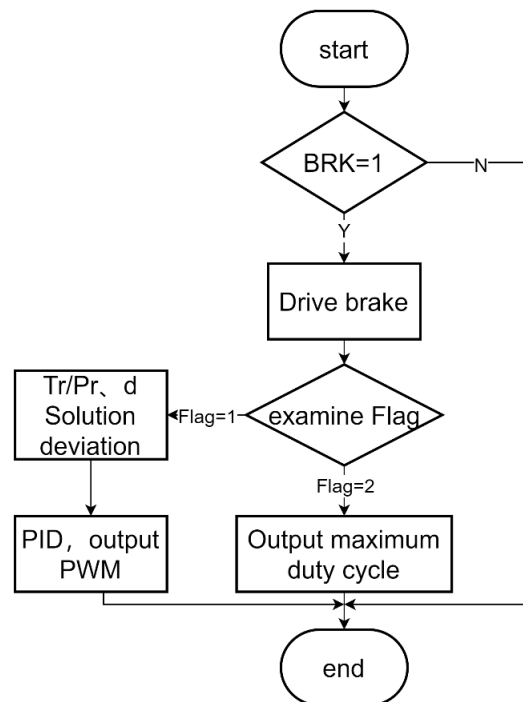 start
BRK=1
N
Y
Drive brake
Tr/Pr、d
Solution
deviation
Flag=1
examine Flag
Flag=2
PID，output
PWM
Output maximum
duty cycle
end